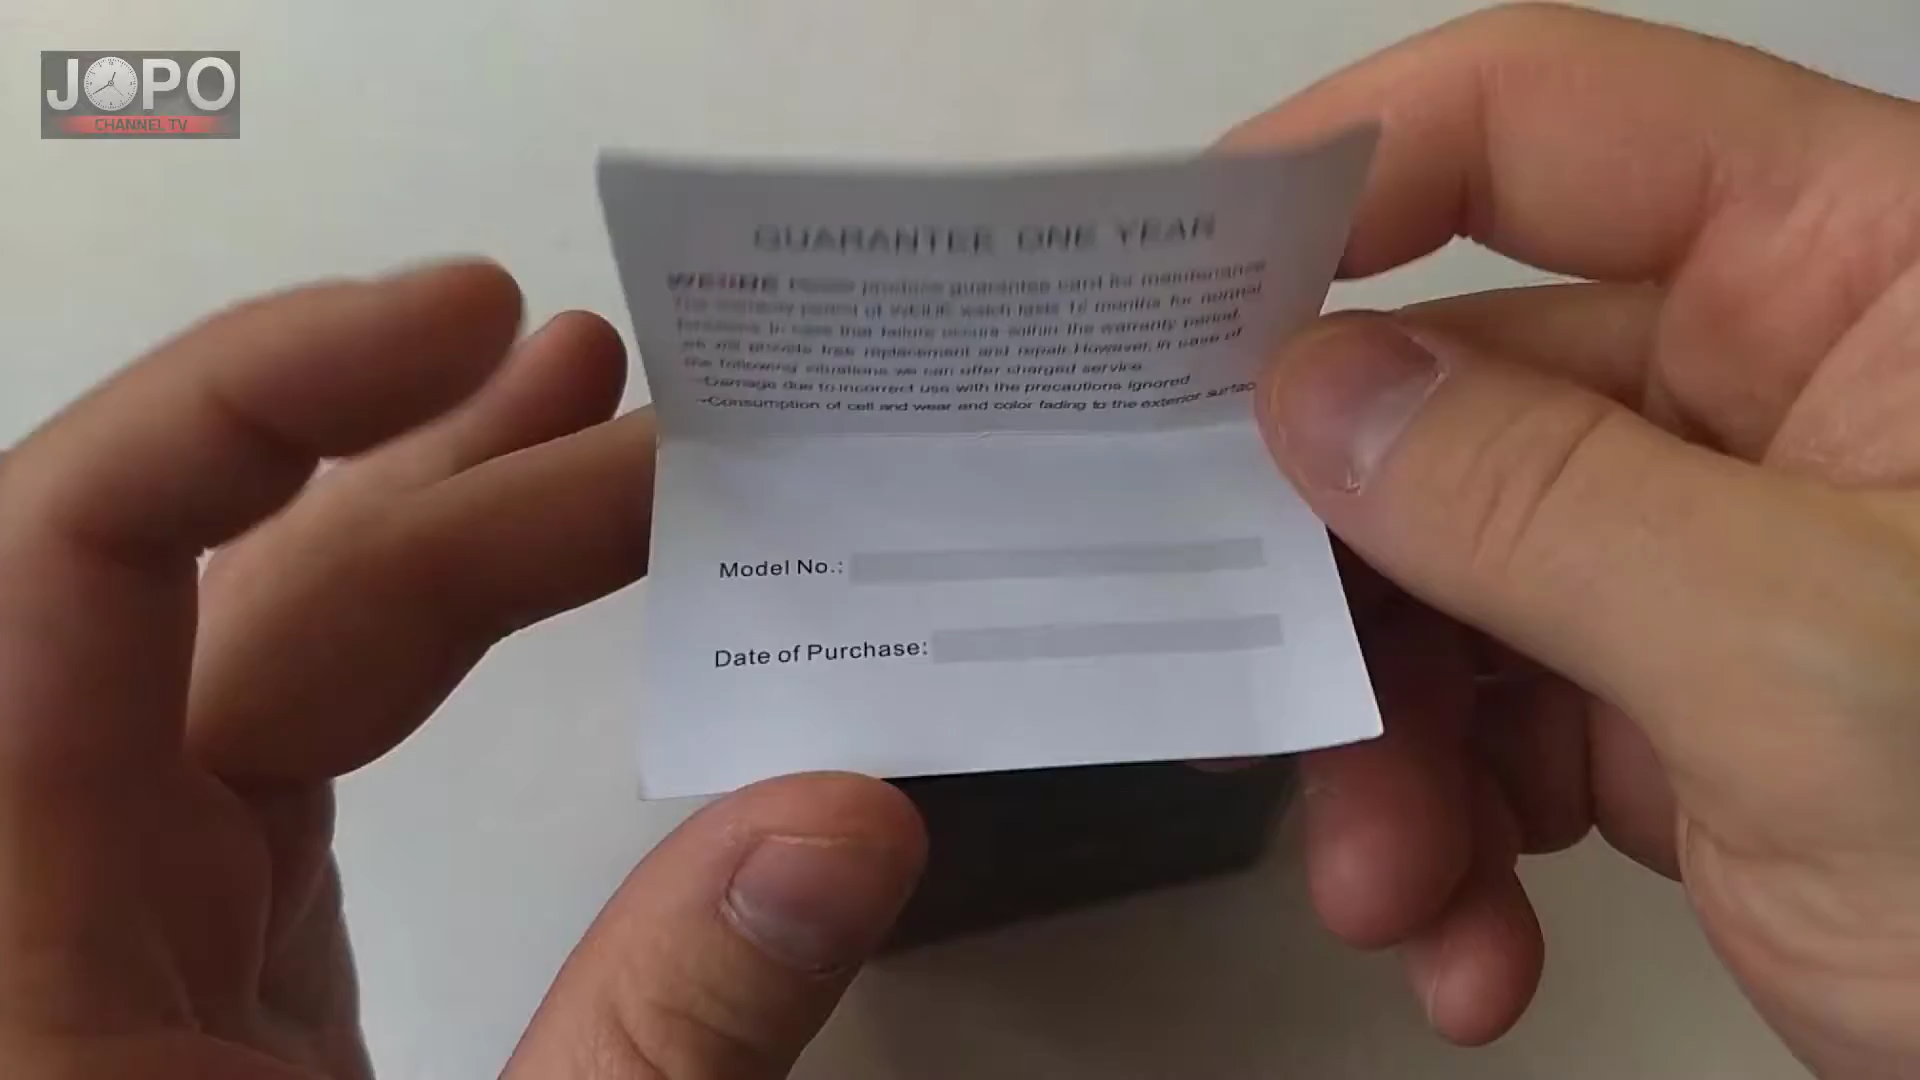 JOPO
CHANNEL TV
GUARANTEE ONE YEAR
produce guarantee card for maintenance
The warranty period of WEIDE watch lasts 12 months for normal
functions. In case that failure occurs within the warranty period,
we will provide free replacement and repair. However, in case of
the following situations we can offer charged service.
–Damage due to incorrect use with the precautions ignored
–Consumption of cell and wear and color fading to the exterior surfac
Model No.:
Date of Purchase: